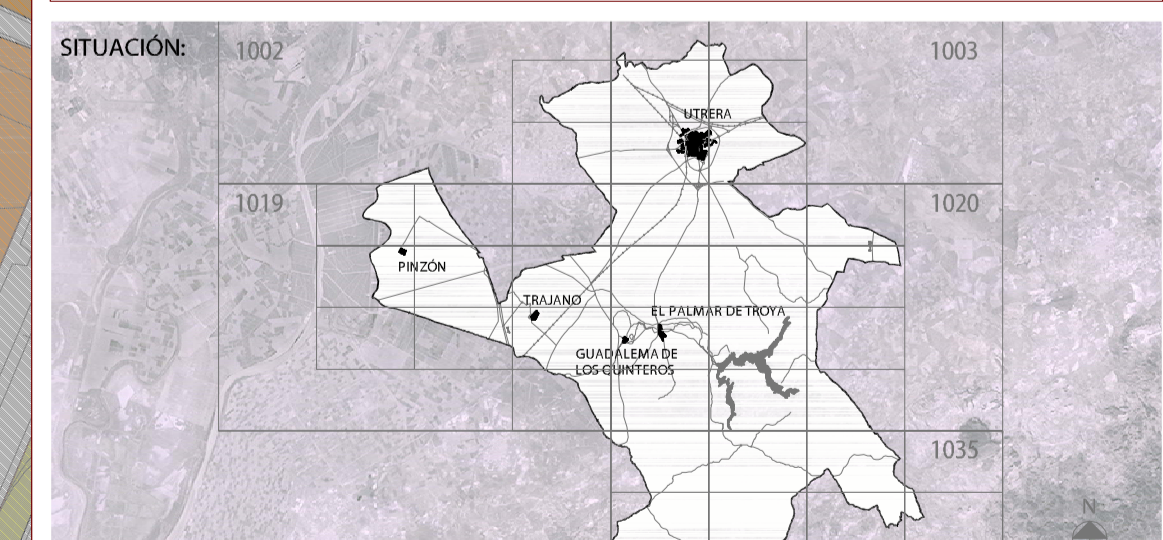 SITUACIÓN:
1002
1003
UTRERA
1019
1020
PINZÓN
TRAJANO
EL PALMAR DE TROYA
GUADALEMA DE
LOS QUINTEROS
1035
N